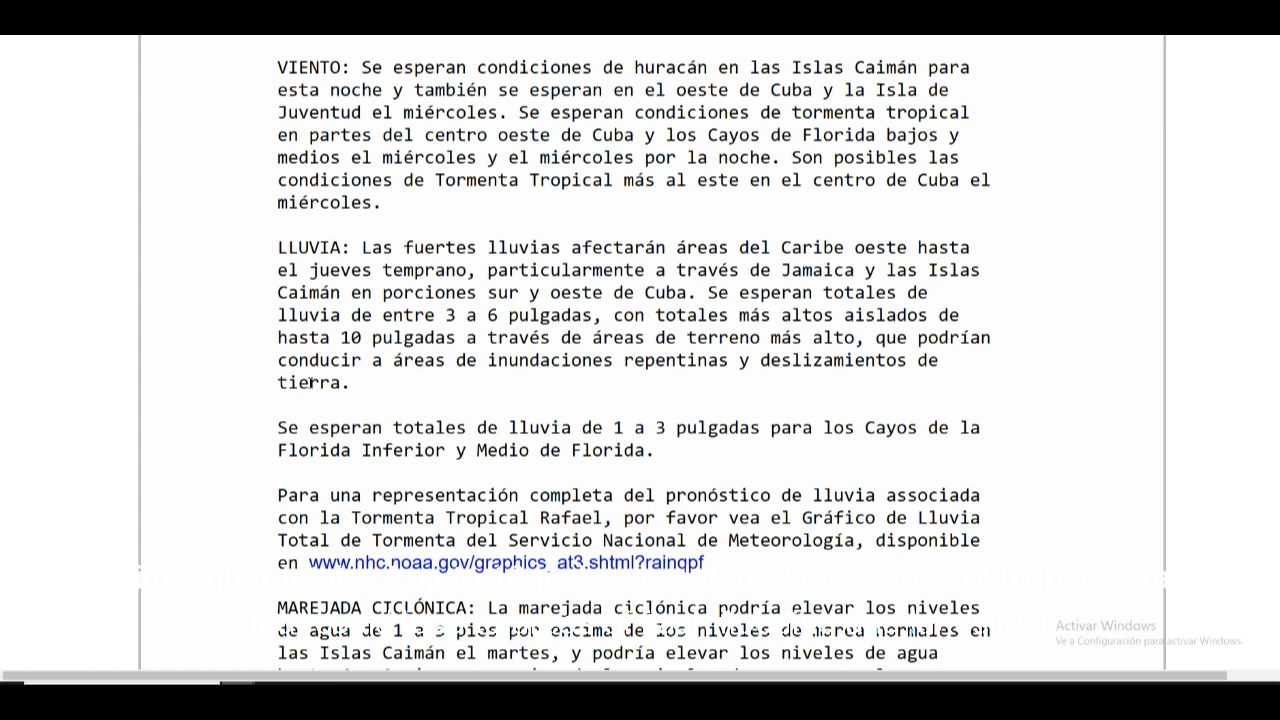 VIENTO: Se esperan condiciones de huracán en las Islas Caimán para
esta noche y también se esperan en el oeste de Cuba y la Isla de
Juventud el miércoles. Se esperan condiciones de tormenta tropical
en partes del centro oeste de Cuba y los Cayos de Florida bajos y
medios el miércoles y el miércoles por la noche. Son posibles las
condiciones de Tormenta Tropical más al este en el centro de Cuba el
miércoles.
LLUVIA: Las fuertes lluvias afectarán áreas del Caribe oeste hasta
el jueves temprano, particularmente a través de Jamaica y las Islas
Caimán en porciones sur y oeste de Cuba. Se esperan totales de
lluvia de entre 3 a 6 pulgadas, con totales más altos aislados de
hasta 10 pulgadas a través de áreas de terreno más alto, que podrían
conducir a áreas de inundaciones repentinas y deslizamientos de
tierra.
Se esperan totales de lluvia de 1 a 3 pulgadas para los Cayos de la
Florida Inferior y Medio de Florida.
Para una representación completa del pronóstico de lluvia associada
con la Tormenta Tropical Rafael, por favor vea el Gráfico de Lluvia
Total de Tormenta del Servicio Nacional de Meteorología, disponible
en www.nhc.noaa.gov/graphics_at3.shtml?rainqpf
higher across areas of higher
MAREJADA CICLÓNICA: La marejada ciclónica podría elevar los niveles
de agua de 1 a 3 pies por encima de los niveles de marea normales en
Activar Windows
Ve a Configuración para activar Windows.
las Islas Caimán el martes, y podría elevar los niveles de agua